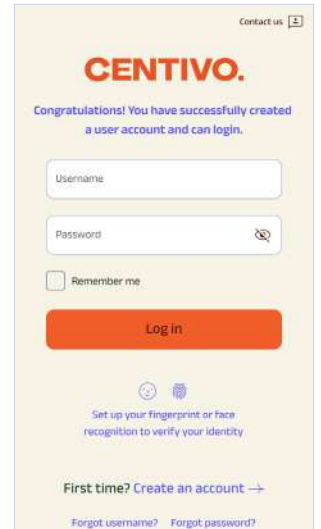 Contact us
CENTIVO.
Congratulations! You have successfully created
a user account and can login.
Username
Password
Remember me
Log in
Set up your fingerprint or face
recognition to verify your identity
First time? Create an account →
Forgot username? Forgot password?